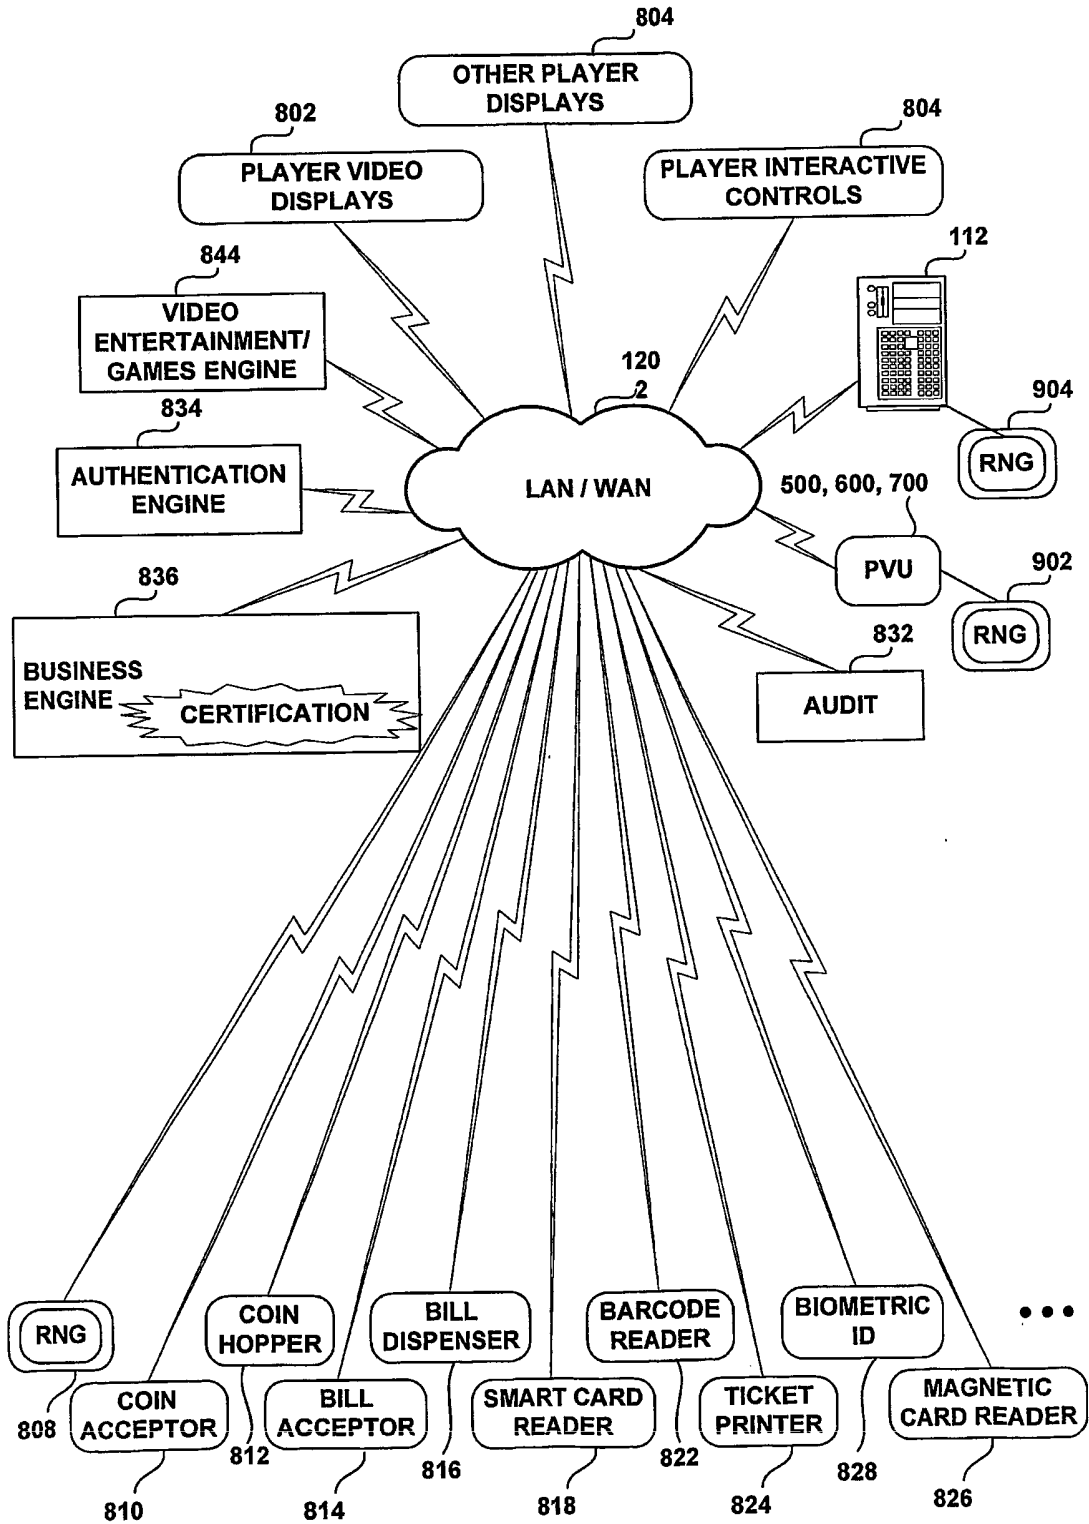 804
OTHER PLAYER
DISPLAYS
802
PLAYER VIDEO
DISPLAYS
804
PLAYER INTERACTIVE
CONTROLS
112
844
VIDEO
ENTERTAINMENT/
GAMES ENGINE
120
2
904
RNG
834
AUTHENTICATION
ENGINE
LAN / WAN
500, 600, 700
PVU
902
RNG
836
BUSINESS
ENGINE
CERTIFICATION
832
AUDIT
RNG
808
COIN
ACCEPTOR
810
COIN
HOPPER
812
BILL
ACCEPTOR
814
BILL
DISPENSER
816
SMART CARD
READER
818
BARCODE
READER
822
TICKET
PRINTER
824
BIOMETRIC
ID
828
MAGNETIC
CARD READER
826
• • •